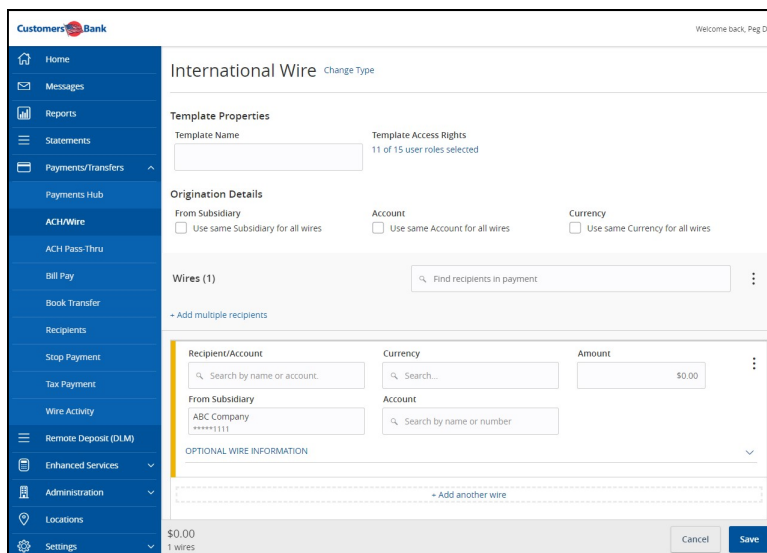 Customers Bank
Welcome back, Peg D
Home
Messages
Reports
Statements
Payments/Transfers
Payments Hub
ACH/Wire
ACH Pass-Thru
Bill Pay
Book Transfer
Recipients
Stop Payment
Tax Payment
Wire Activity
Remote Deposit (DLM)
Enhanced Services
Administration
Locations
Settings
International Wire Change Type
Template Properties
Template Name Template Access Rights
11 of 15 user roles selected
Origination Details
From Subsidiary Account Currency
Use same Subsidiary for all wires Use same Account for all wires Use same Currency for all wires
Wires (1) Find recipients in payment
+ Add multiple recipients
Recipient/Account Currency Amount
Search by name or account. Search... $0.00
From Subsidiary Account
ABC Company
*****1111 Search by name or number
OPTIONAL WIRE INFORMATION
+ Add another wire
$0.00
1 wires Cancel Save